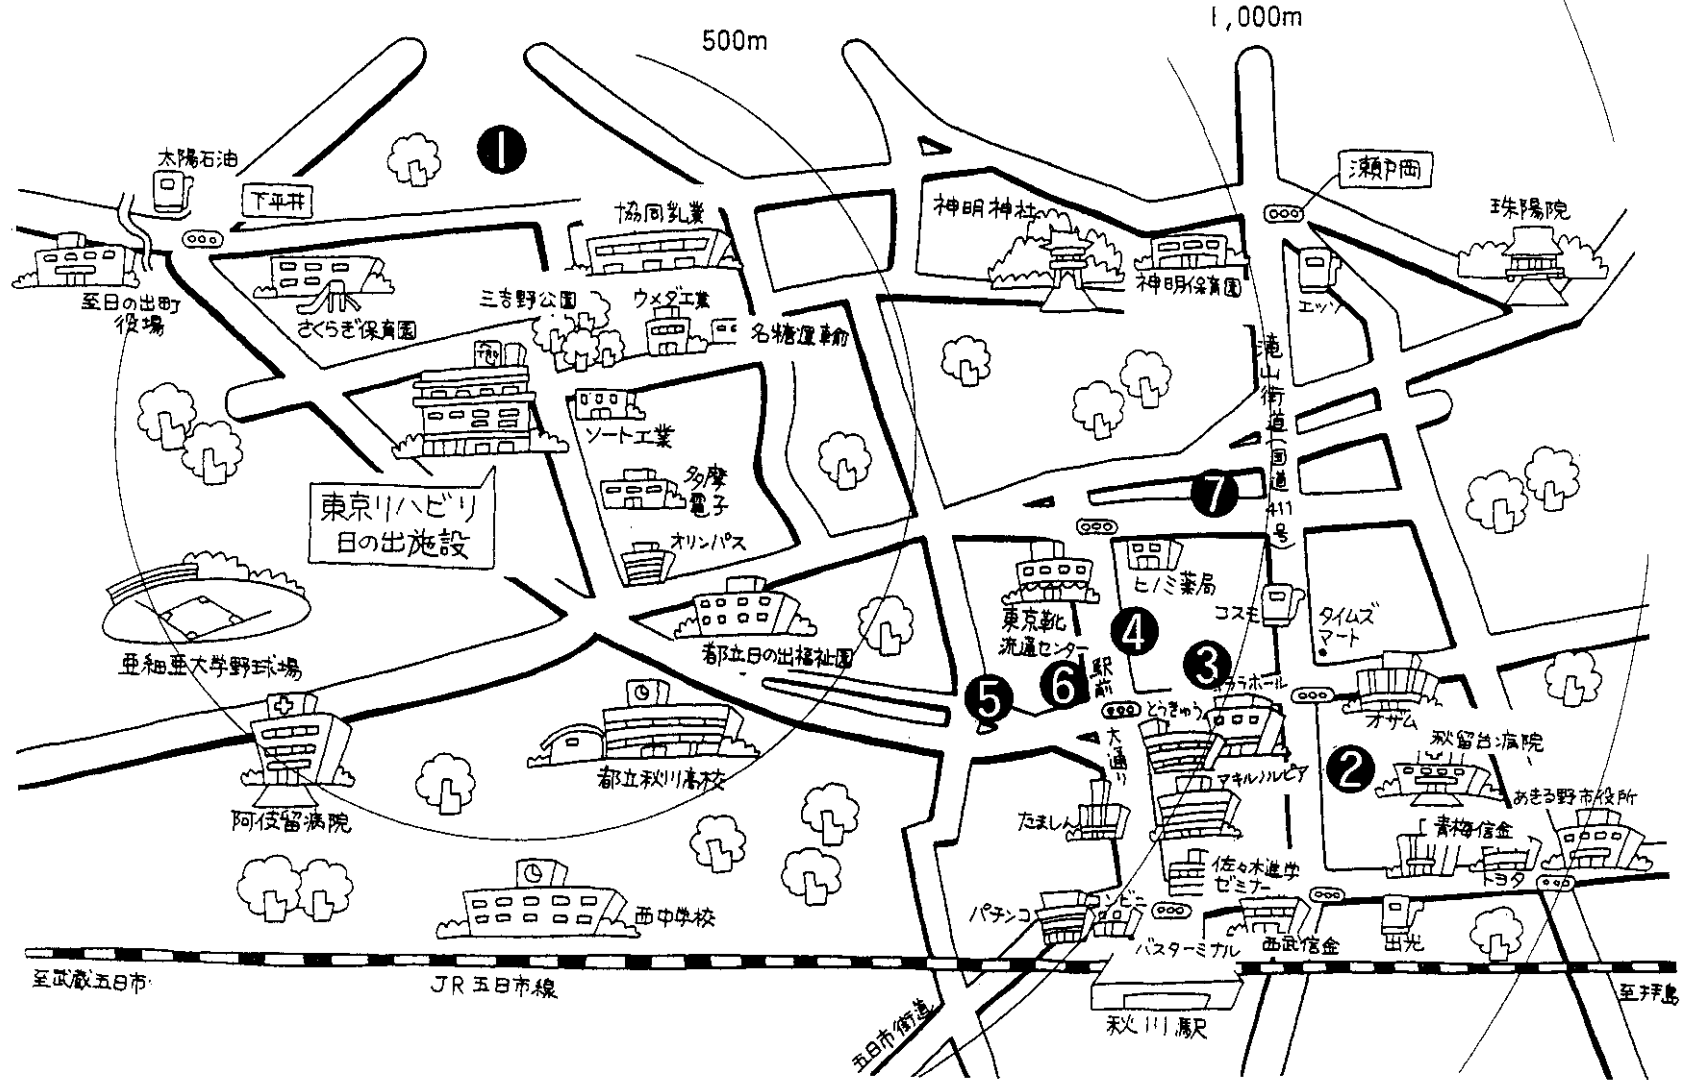 500m
1,000m
太陽石油
下平井
1
協同乳業
神明神社
瀬戸岡
珠陽院
至日の出町
役場
さくらぎ保育園
三吉野公園
ウメダ工業
名糖運輸
神明保育園
エッソ
滝山街道(国道411号)
ソート工業
東京リハビリ
日の出施設
多摩
電子
オリンパス
7
ヒノミ薬局
東京靴
流通センター
コスモ
タイムズ
マート
4
3
亜細亜大学野球場
都立日の出福祉園
5
6
駅前大通り
とうきゅう
オザム
阿伎留病院
都立秋川高校
マキルノルピア
2
秋留台病院
あきる野市役所
たましん
青梅信金
トヨタ
佐々木進学
ゼミナー
西中学校
パチンコ
コンビニ
バスターミナル
西武信金
出光
至武蔵五日市
JR五日市線
至拝島
五日市街道
秋川駅